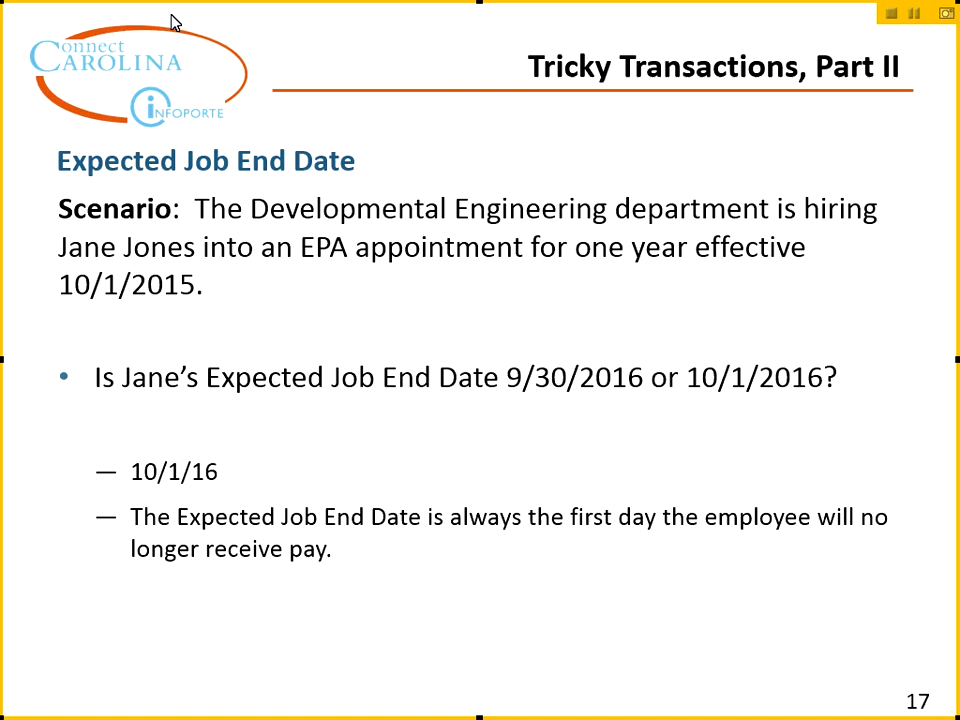 Connect
CAROLINA
INFOPORTE
Tricky Transactions, Part II
Expected Job End Date
Scenario:  The Developmental Engineering department is hiring
Jane Jones into an EPA appointment for one year effective
10/1/2015.
• Is Jane’s Expected Job End Date 9/30/2016 or 10/1/2016?
— 10/1/16
— The Expected Job End Date is always the first day the employee will no
longer receive pay.
17